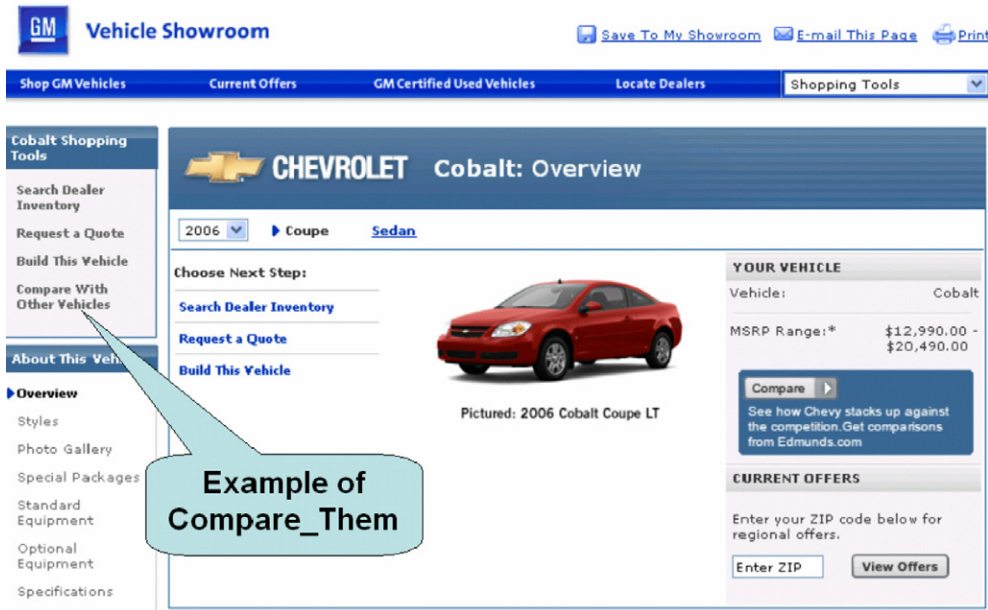 GM
Vehicle Showroom
Save To My Showroom
E-mail This Page
Print
Shop GM Vehicles
Current Offers
GM Certified Used Vehicles
Locate Dealers
Shopping Tools
Cobalt Shopping
Tools
Search Dealer
Inventory
Request a Quote
Build This Vehicle
Compare With
Other Vehicles
About This Veh
Overview
Styles
Photo Gallery
Special Packages
Standard
Equipment
Optional
Equipment
Specifications
CHEVROLET Cobalt: Overview
2006
Coupe
Sedan
Choose Next Step:
Search Dealer Inventory
Request a Quote
Build This Vehicle
Pictured: 2006 Cobalt Coupe LT
Example of
Compare_Them
YOUR VEHICLE
Vehicle: Cobalt
MSRP Range:* $12,990.00 -
$20,490.00
Compare
See how Chevy stacks up against
the competition.Get comparisons
from Edmunds.com
CURRENT OFFERS
Enter your ZIP code below for
regional offers.
Enter ZIP
View Offers